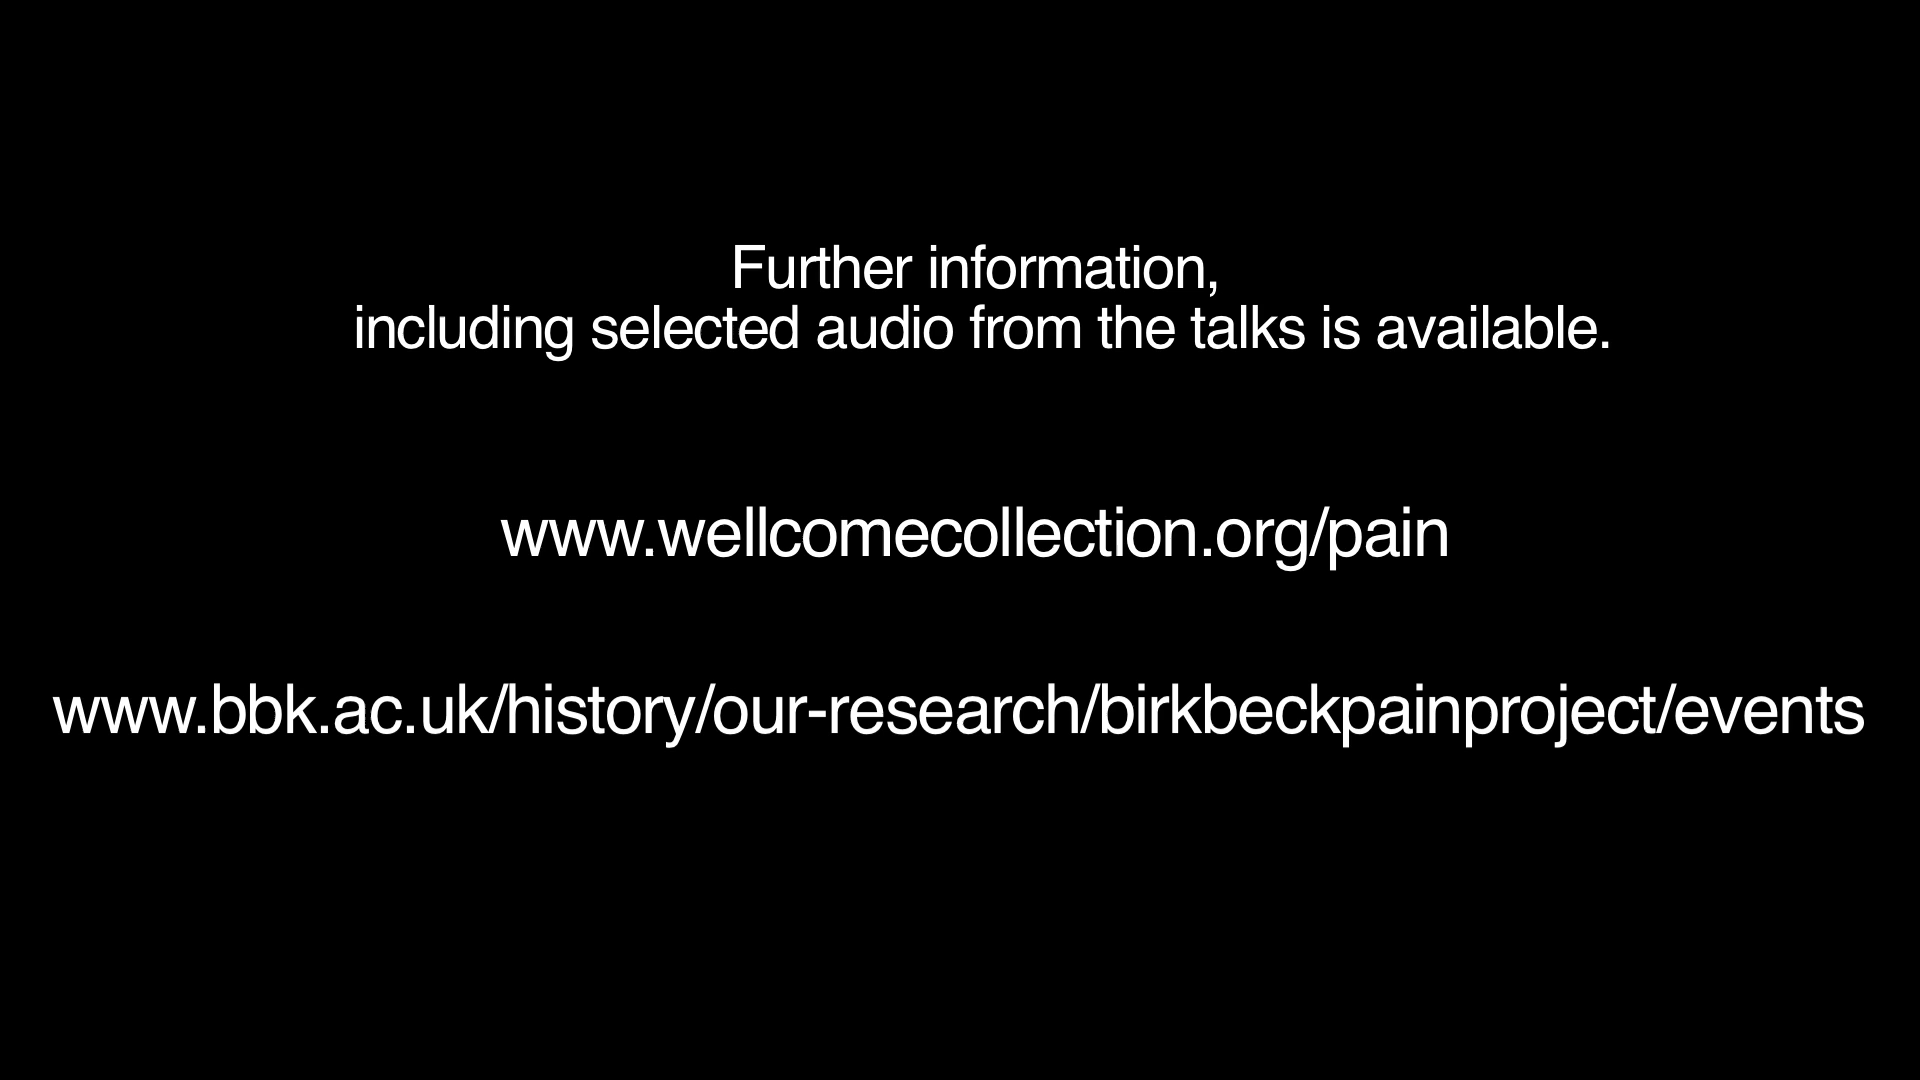 Further information,
including selected audio from the talks is available.
www.wellcomecollection.org/pain
www.bbk.ac.uk/history/our-research/birkbeckpainproject/events